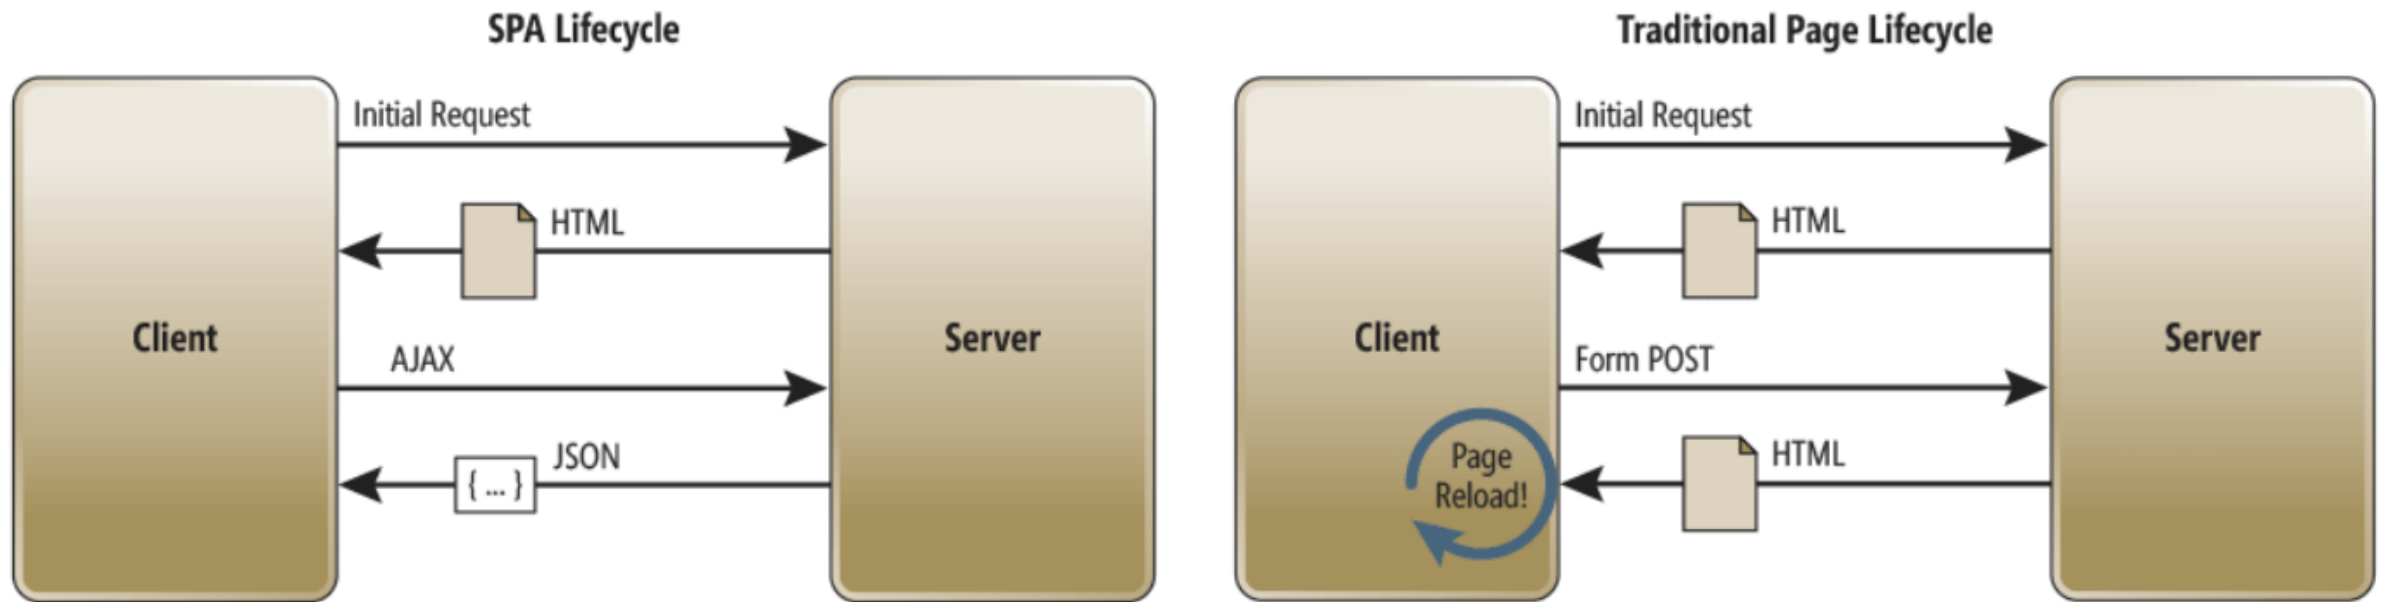 SPA Lifecycle
Client
Initial Request
HTML
AJAX
JSON
{ ... }
Server
Traditional Page Lifecycle
Client
Page
Reload!
Initial Request
HTML
Form POST
HTML
Server